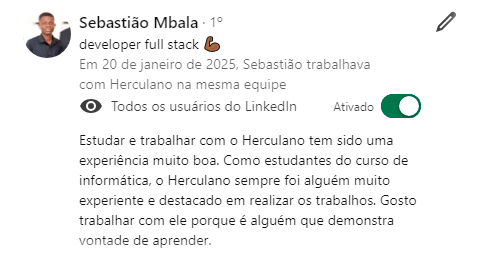 Sebastião Mbala · 1º
developer full stack 💪🏾
Em 20 de janeiro de 2025, Sebastião trabalhava
com Herculano na mesma equipe
Todos os usuários do LinkedIn Ativado
Estudar e trabalhar com o Herculano tem sido uma
experiência muito boa. Como estudantes do curso de
informática, o Herculano sempre foi alguém muito
experiente e destacado em realizar os trabalhos. Gosto
trabalhar com ele porque é alguém que demonstra
vontade de aprender.